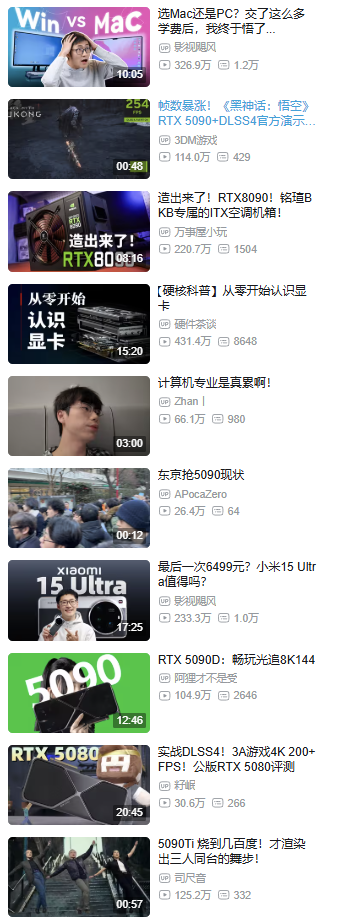 Win VS MaC
10:05
选Mac还是PC？交了这么多
学费后，我终于悟了...
UP 影视飓风
326.9万 1.2万
254
FPS
UKONG
00:48
帧数暴涨！《黑神话：悟空》
RTX 5090+DLSS4官方演示…
UP 3DM游戏
114.0万 429
造出来了！
RTX8090
08:16
造出来了！RTX8090！铭瑄B
KB专属的ITX空调机箱！
UP 万事屋小玩
220.7万 1504
从零开始
认识
显卡
15:20
【硬核科普】从零开始认识显
卡
UP 硬件茶谈
431.4万 8648
03:00
计算机专业是真累啊！
UP Zhan丨
66.1万 980
00:12
东京抢5090现状
UP APocaZero
26.4万 64
xiaomi
15 Ultra
17:25
最后一次6499元？小米15 Ultr
a值得吗？
UP 影视飓风
233.3万 1.0万
5090
12:46
RTX 5090D：畅玩光追8K144
UP 阿狸才不是受
104.9万 2646
RTX 5080
20:45
实战DLSS4！3A游戏4K 200+
FPS！公版RTX 5080评测
UP 籽岷
30.6万 266
00:57
5090Ti 烧到几百度！才渲染
出三人同台的舞步！
UP 司尺音
125.2万 332